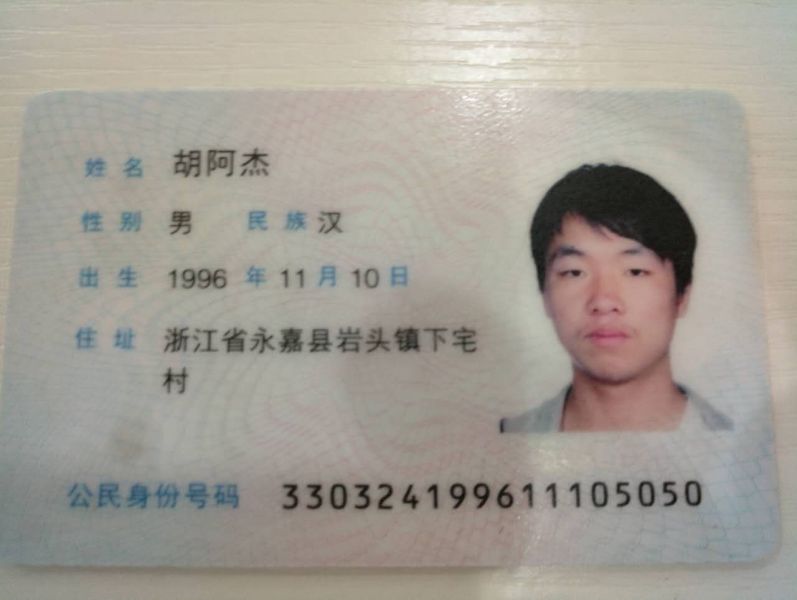 姓名 胡阿杰
性别 男 民族 汉
出生 1996 年 11 月 10 日
住址 浙江省永嘉县岩头镇下宅
村
公民身份号码 330324199611105050